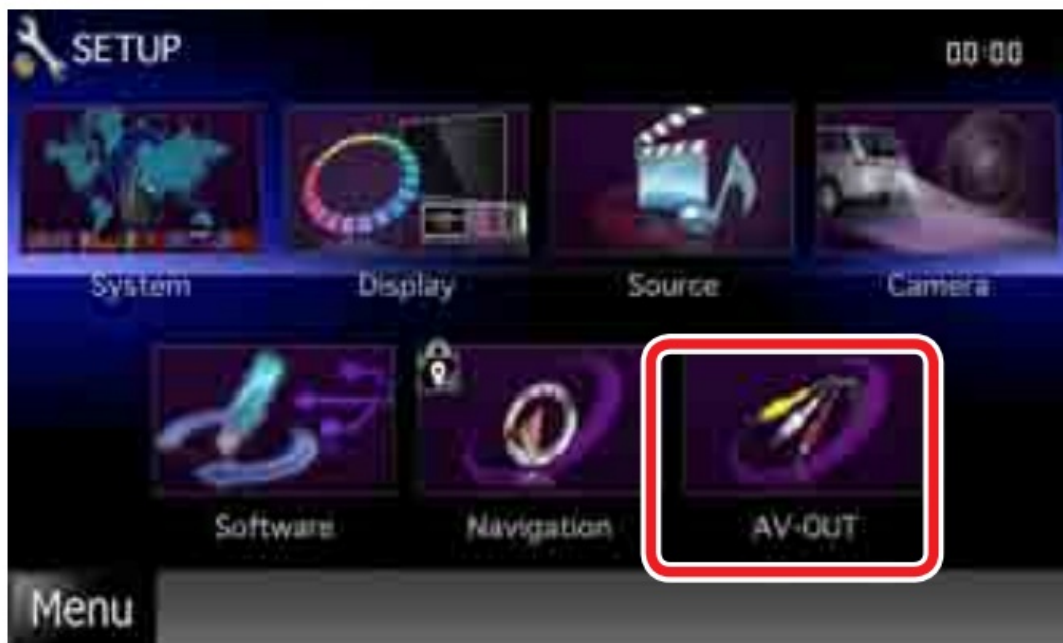 SETUP
00:00
System
Display
Source
Camera
Software
Navigation
AV-OUT
Menu